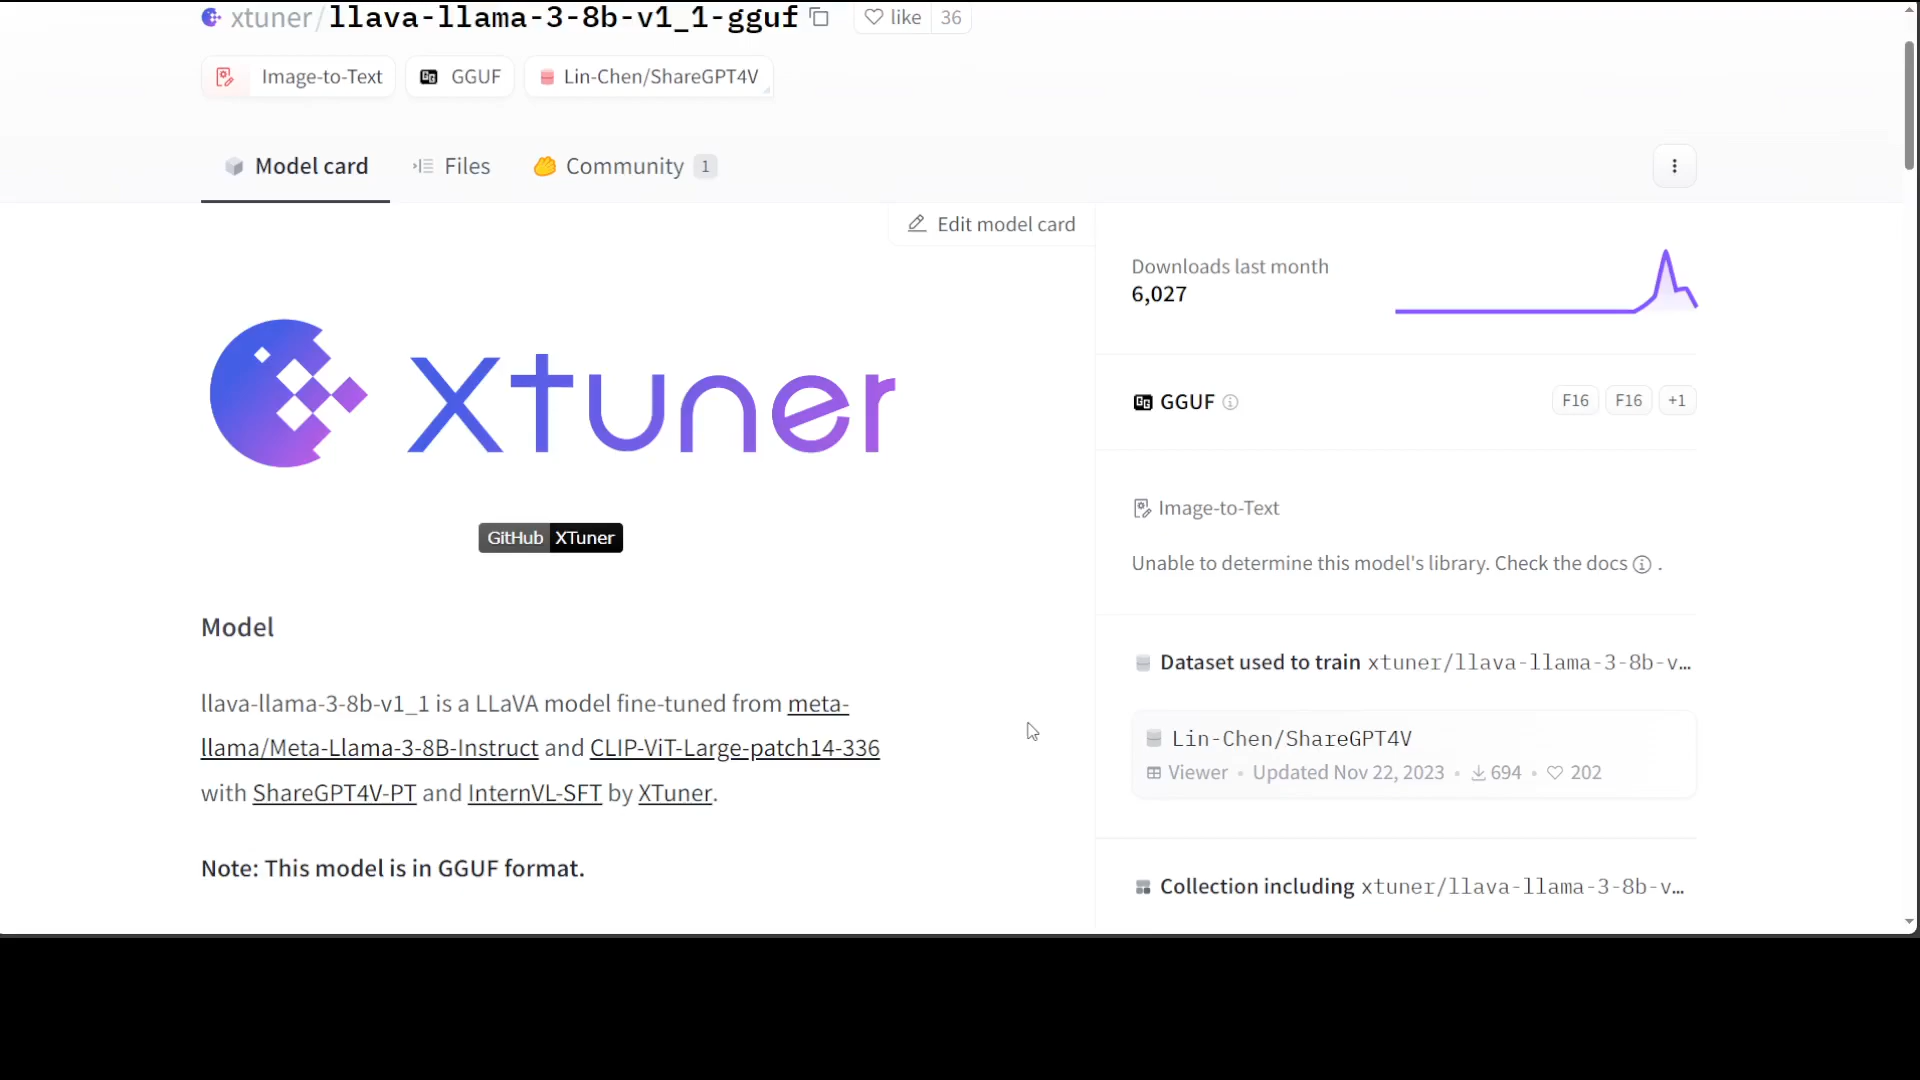 xtuner/llava-llama-3-8b-v1_1-gguf like 36
Image-to-Text GGUF Lin-Chen/ShareGPT4V
Model card Files Community 1
Edit model card
xtuner
GitHub XTuner
Model
llava-llama-3-8b-v1_1 is a LLaVA model fine-tuned from meta-
llama/Meta-Llama-3-8B-Instruct and CLIP-ViT-Large-patch14-336
with ShareGPT4V-PT and InternVL-SFT by XTuner.
Note: This model is in GGUF format.
Downloads last month
6,027
GGUF F16 F16 +1
Image-to-Text
Unable to determine this model's library. Check the docs .
Dataset used to train xtuner/llava-llama-3-8b-v…
Lin-Chen/ShareGPT4V
Viewer • Updated Nov 22, 2023 • 694 • 202
Collection including xtuner/llava-llama-3-8b-v…